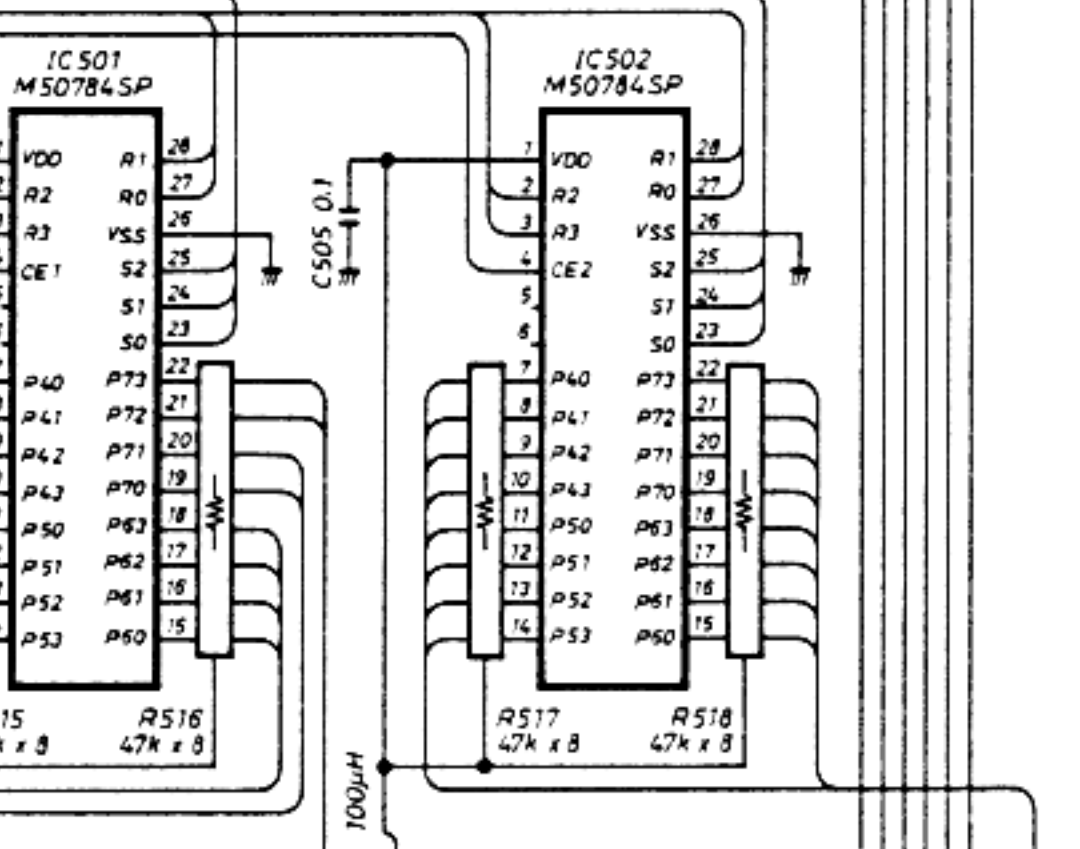 IC501
M50784SP
VDD
R2
R3
CE1
P40
P41
P42
P43
P50
P51
P52
P53
R1 28
R0 27
VSS 26
S2 25
S1 24
S0 23
P73 22
P72 21
P71 20
P70 19
P63 18
P62 17
P61 16
P60 15
15
k x 8
R516
47k x 8
C505 0.1
100μH
IC502
M50784SP
1 VDD
2 R2
3 R3
4 CE2
5
6
7 P40
8 P41
9 P42
10 P43
11 P50
12 P51
13 P52
14 P53
R1 28
R0 27
VSS 26
S2 25
S1 24
S0 23
P73 22
P72 21
P71 20
P70 19
P63 18
P62 17
P61 16
P60 15
R517
47k x 8
R518
47k x 8